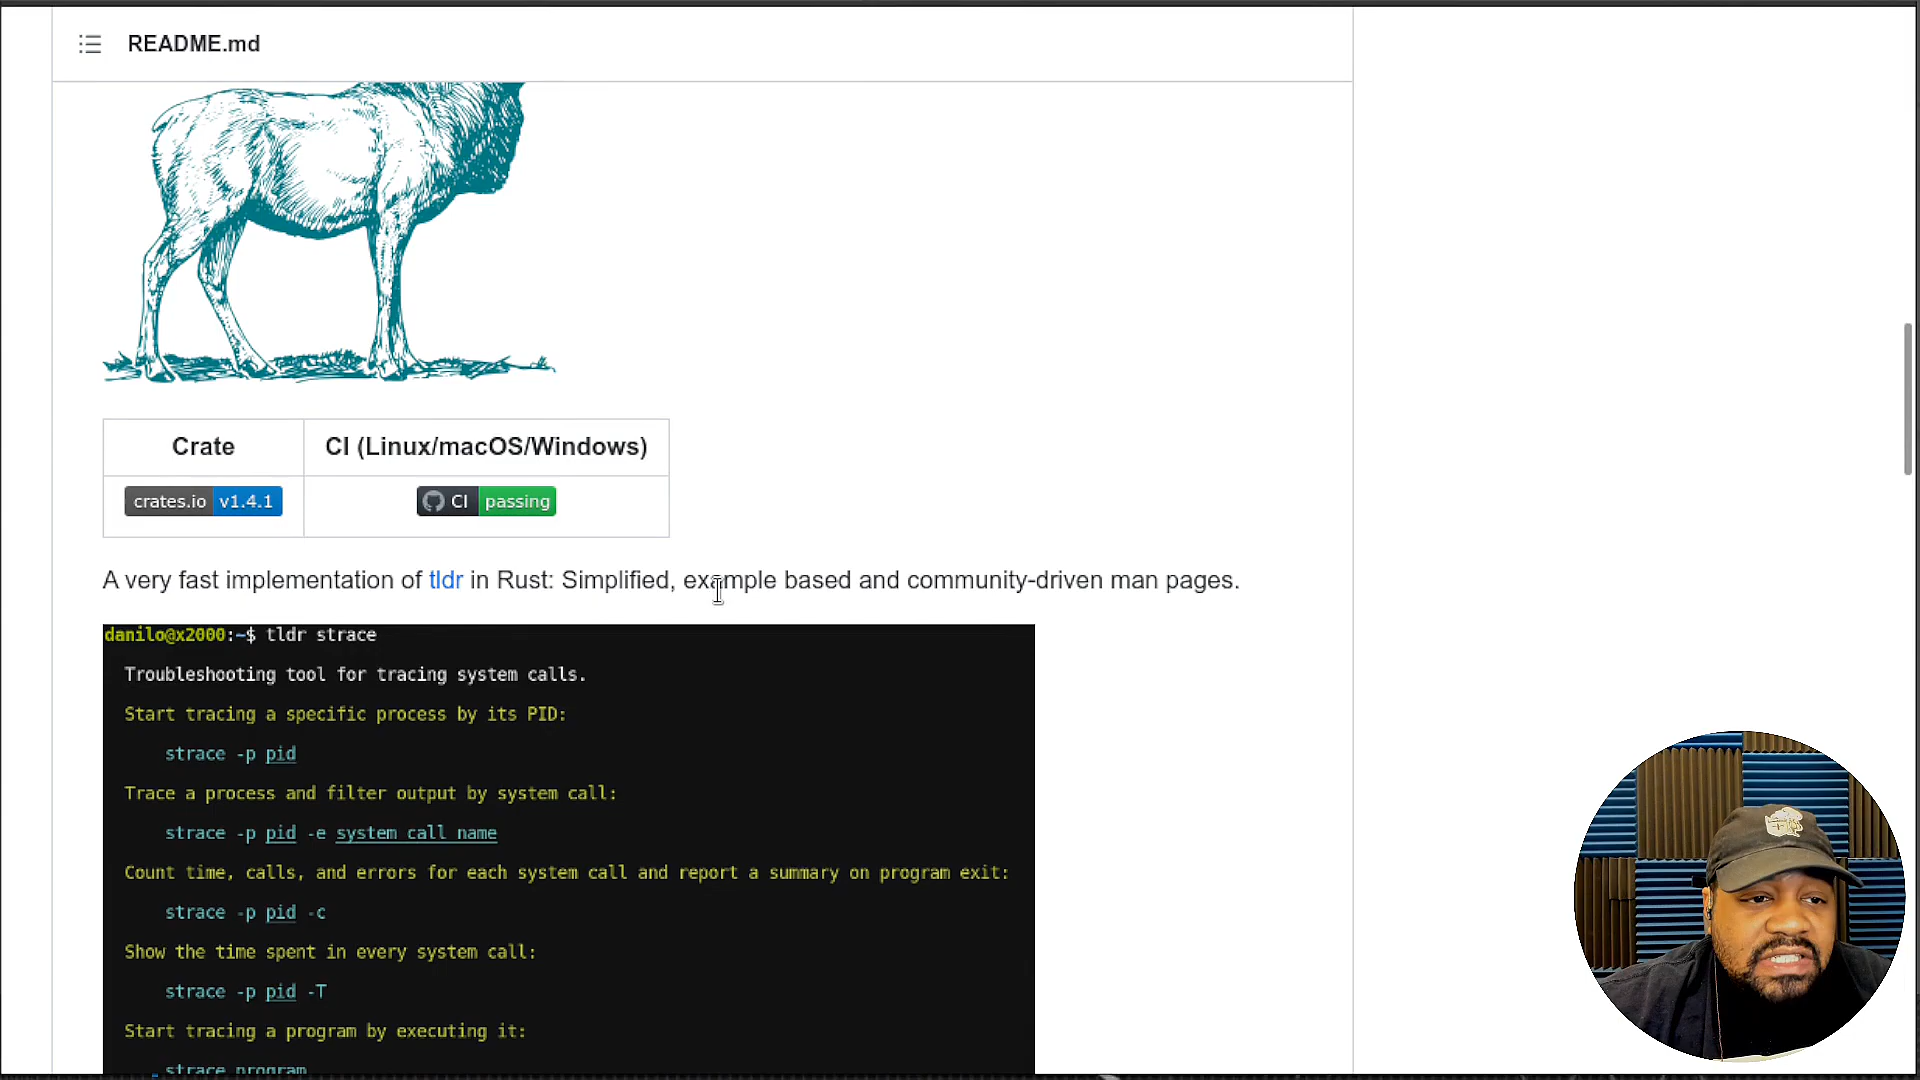 README.md
Crate CI (Linux/macOS/Windows)
crates.io v1.4.1 CI passing
A very fast implementation of tldr in Rust: Simplified, example based and community-driven man pages.
danilo@x2000:~$ tldr strace
Troubleshooting tool for tracing system calls.
Start tracing a specific process by its PID:
strace -p pid
Trace a process and filter output by system call:
strace -p pid -e system call name
Count time, calls, and errors for each system call and report a summary on program exit:
strace -p pid -c
Show the time spent in every system call:
strace -p pid -T
Start tracing a program by executing it:
strace program